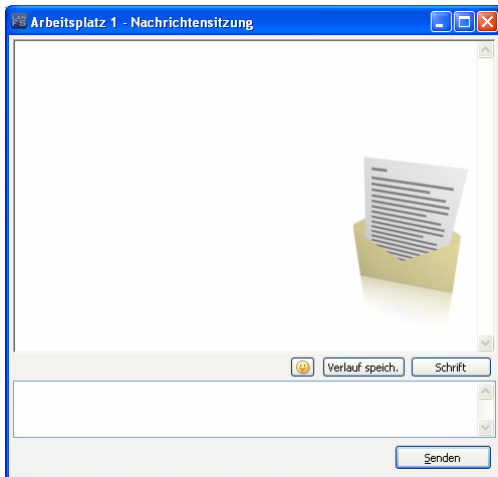 Arbeitsplatz 1 - Nachrichtensitzung
Verlauf speich.
Schrift
Senden